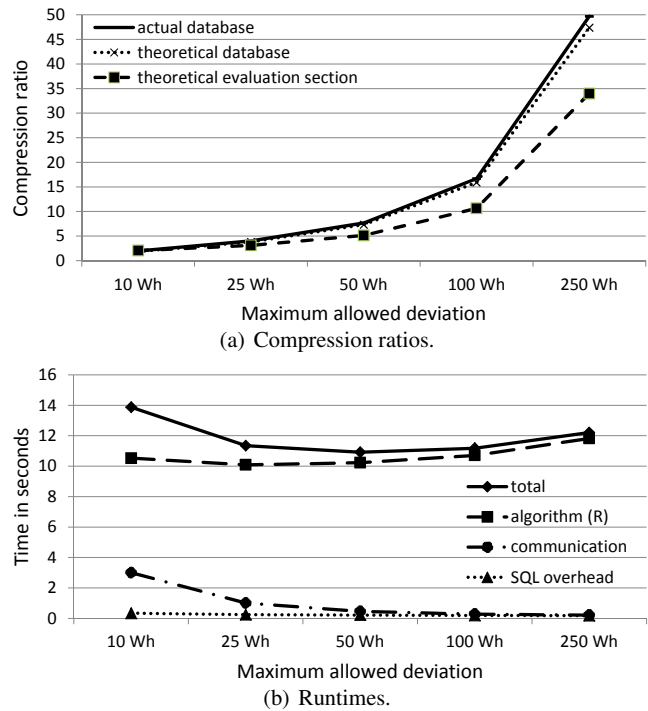 50
45
40
35
30
25
20
15
10
5
0
Compression ratio
actual database
theoretical database
theoretical evaluation section
10 Wh 25 Wh 50 Wh 100 Wh 250 Wh
Maximum allowed deviation
(a) Compression ratios.
16
14
12
10
8
6
4
2
0
Time in seconds
total
algorithm (R)
communication
SQL overhead
10 Wh 25 Wh 50 Wh 100 Wh 250 Wh
Maximum allowed deviation
(b) Runtimes.